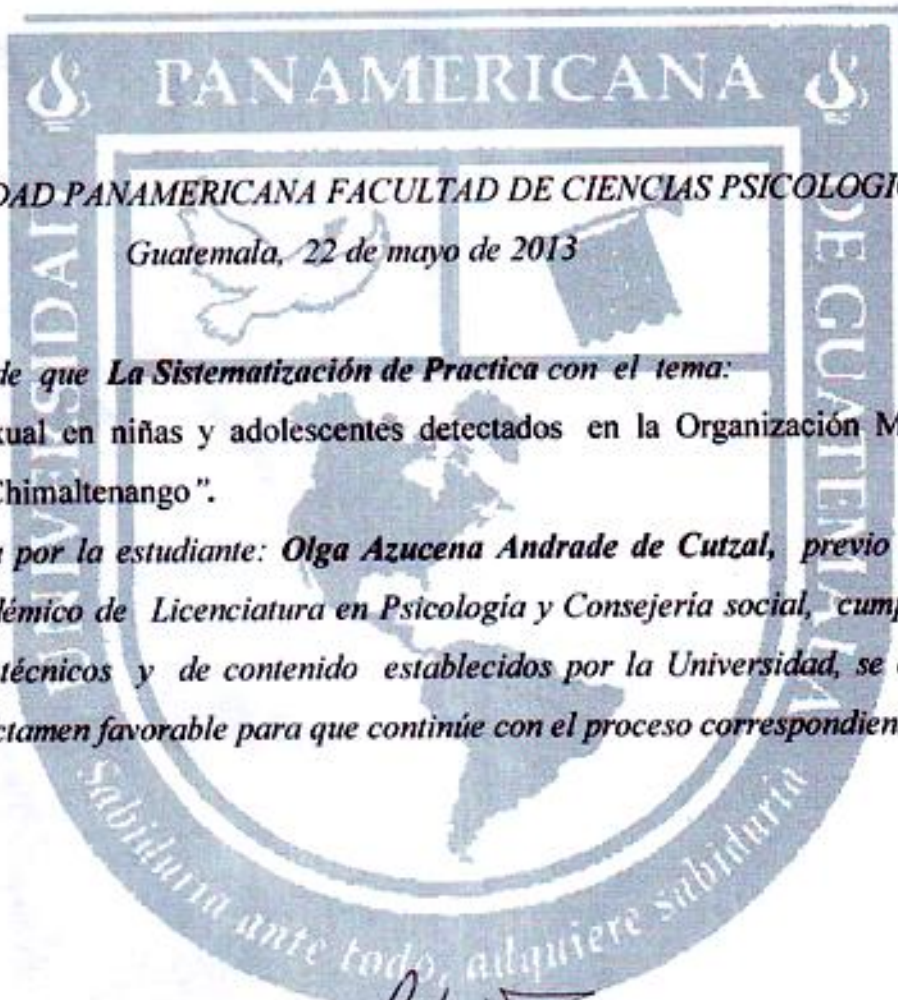 PANAMERICANA
UNIVERSIDAD
DE GUATEMALA
DAD PANAMERICANA FACULTAD DE CIENCIAS PSICOLOGI
Guatemala, 22 de mayo de 2013
de que La Sistematización de Practica con el tema:
xual en niñas y adolescentes detectados en la Organización M
Chimaltenango".
por la estudiante: Olga Azucena Andrade de Cutzal, previo
démico de Licenciatura en Psicología y Consejería social, cump
técnicos y de contenido establecidos por la Universidad, se
ctamen favorable para que continúe con el proceso correspondien
Sabiduría ante todo, adquiere sabiduría